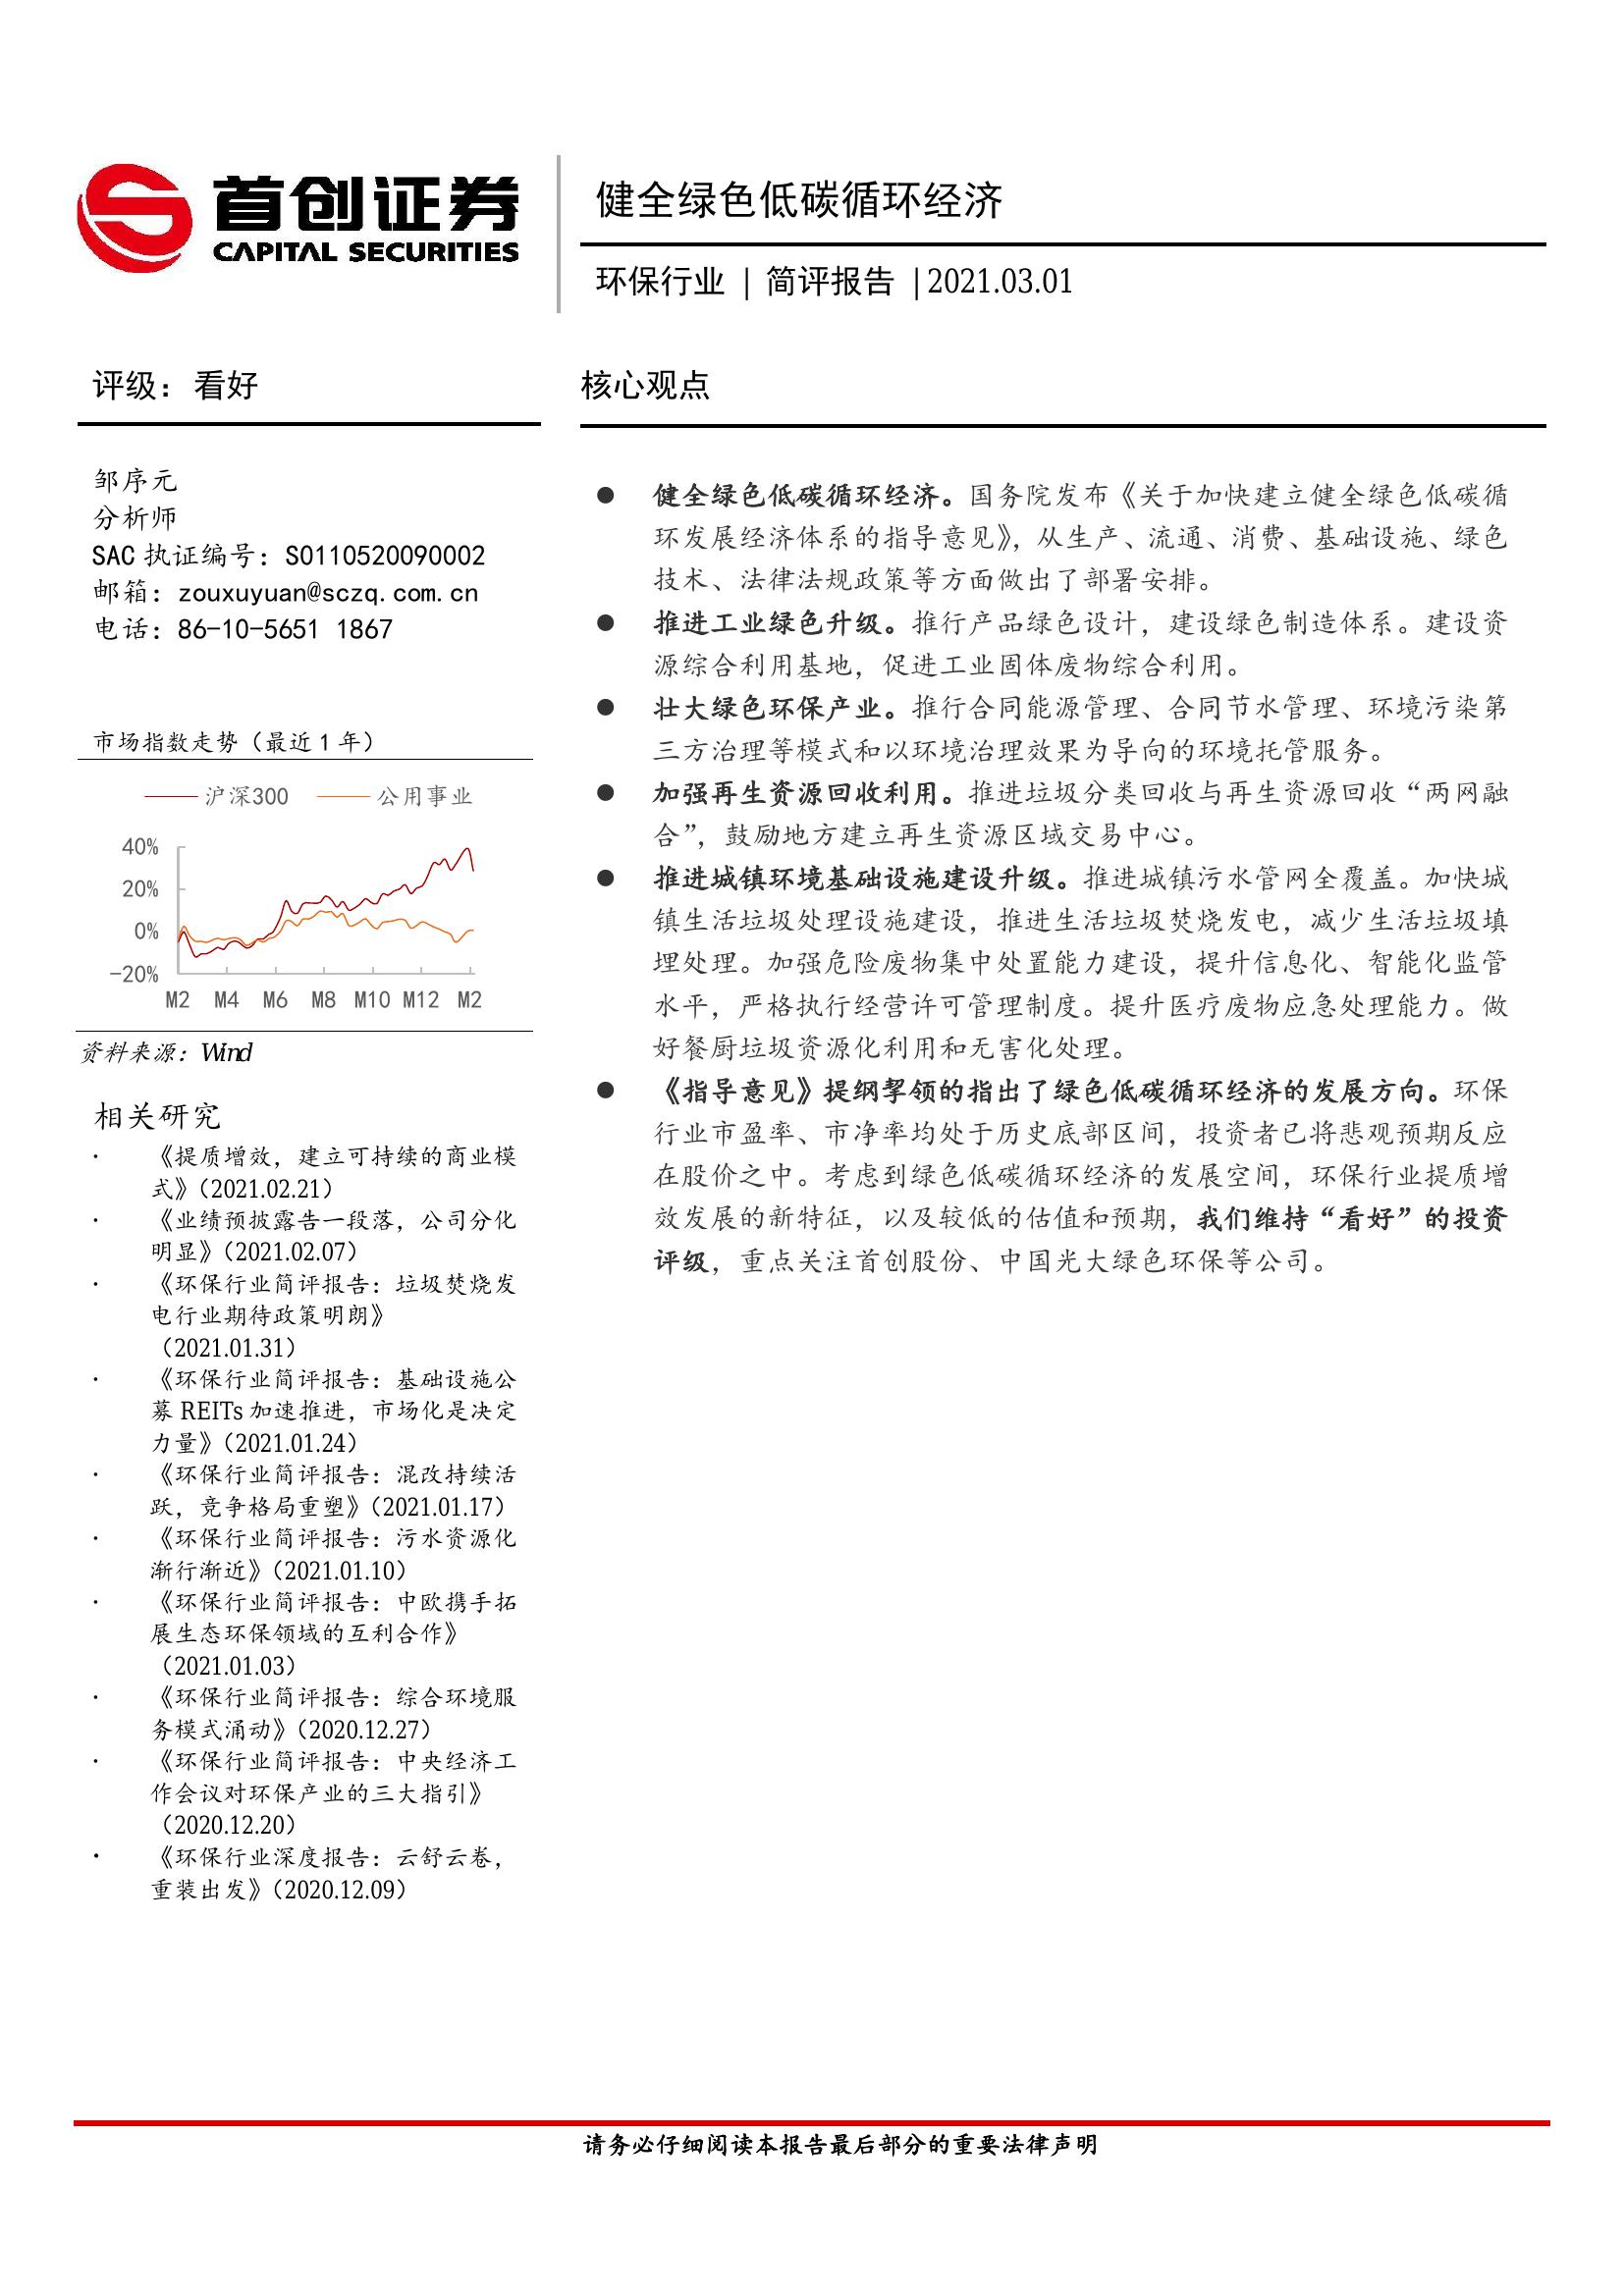 首创证券
CAPITAL SECURITIES
健全绿色低碳循环经济
环保行业 | 简评报告 |2021.03.01
评级：看好
邹序元
分析师
SAC 执证编号：S0110520090002
邮箱：zouxuyuan@sczq.com.cn
电话：86-10-5651 1867
市场指数走势（最近 1 年）
沪深300 公用事业
40%
20%
0%
-20%
M2 M4 M6 M8 M10 M12 M2
资料来源：Wind
相关研究
· 《提质增效，建立可持续的商业模
式》（2021.02.21）
· 《业绩预披露告一段落，公司分化
明显》（2021.02.07）
· 《环保行业简评报告：垃圾焚烧发
电行业期待政策明朗》
（2021.01.31）
· 《环保行业简评报告：基础设施公
募 REITs 加速推进，市场化是决定
力量》（2021.01.24）
· 《环保行业简评报告：混改持续活
跃，竞争格局重塑》（2021.01.17）
· 《环保行业简评报告：污水资源化
渐行渐近》（2021.01.10）
· 《环保行业简评报告：中欧携手拓
展生态环保领域的互利合作》
（2021.01.03）
· 《环保行业简评报告：综合环境服
务模式涌动》（2020.12.27）
· 《环保行业简评报告：中央经济工
作会议对环保产业的三大指引》
（2020.12.20）
· 《环保行业深度报告：云舒云卷，
重装出发》（2020.12.09）
核心观点
● 健全绿色低碳循环经济。国务院发布《关于加快建立健全绿色低碳循
环发展经济体系的指导意见》，从生产、流通、消费、基础设施、绿色
技术、法律法规政策等方面做出了部署安排。
● 推进工业绿色升级。推行产品绿色设计，建设绿色制造体系。建设资
源综合利用基地，促进工业固体废物综合利用。
● 壮大绿色环保产业。推行合同能源管理、合同节水管理、环境污染第
三方治理等模式和以环境治理效果为导向的环境托管服务。
● 加强再生资源回收利用。推进垃圾分类回收与再生资源回收“两网融
合”，鼓励地方建立再生资源区域交易中心。
● 推进城镇环境基础设施建设升级。推进城镇污水管网全覆盖。加快城
镇生活垃圾处理设施建设，推进生活垃圾焚烧发电，减少生活垃圾填
埋处理。加强危险废物集中处置能力建设，提升信息化、智能化监管
水平，严格执行经营许可管理制度。提升医疗废物应急处理能力。做
好餐厨垃圾资源化利用和无害化处理。
● 《指导意见》提纲挈领的指出了绿色低碳循环经济的发展方向。环保
行业市盈率、市净率均处于历史底部区间，投资者已将悲观预期反应
在股价之中。考虑到绿色低碳循环经济的发展空间，环保行业提质增
效发展的新特征，以及较低的估值和预期，我们维持“看好”的投资
评级，重点关注首创股份、中国光大绿色环保等公司。
请务必仔细阅读本报告最后部分的重要法律声明